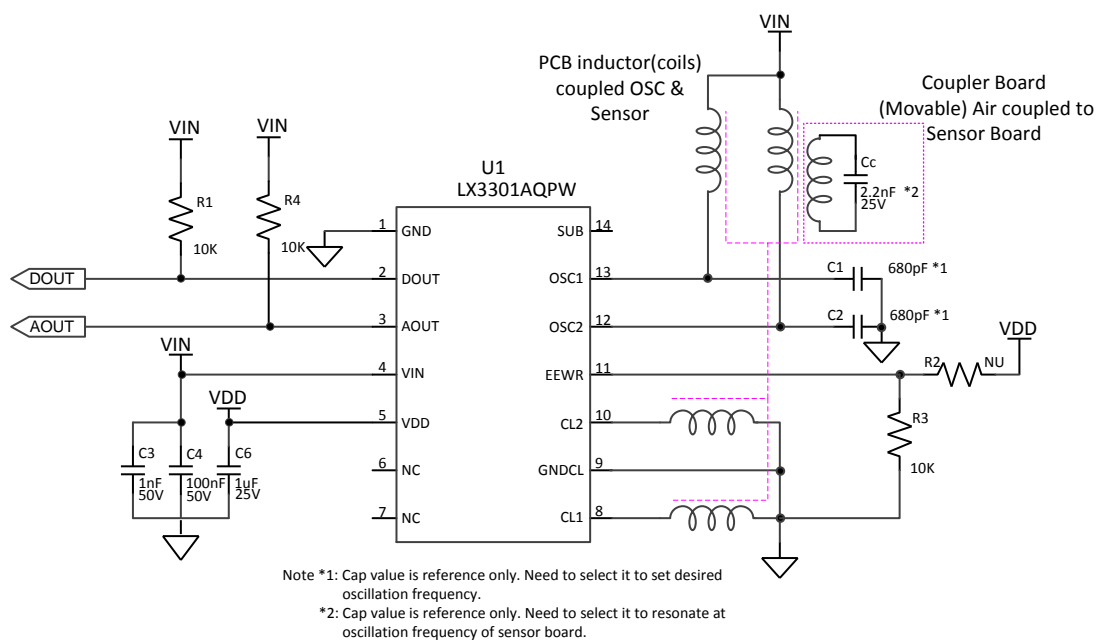 VIN
PCB inductor(coils)
coupled OSC &
Sensor
Coupler Board
(Movable) Air coupled to
Sensor Board
Cc
2.2nF *2
25V
VIN
VIN
R1
10K
R4
10K
U1
LX3301AQPW
1 GND
2 DOUT
3 AOUT
4 VIN
5 VDD
6 NC
7 NC
SUB 14
OSC1 13
OSC2 12
EEWR 11
CL2 10
GNDCL 9
CL1 8
DOUT
AOUT
VIN
VDD
C3
1nF
50V
C4
100nF
50V
C6
1uF
25V
C1
680pF *1
C2
680pF *1
VDD
R2
NU
R3
10K
Note *1: Cap value is reference only. Need to select it to set desired
oscillation frequency.
*2: Cap value is reference only. Need to select it to resonate at
oscillation frequency of sensor board.